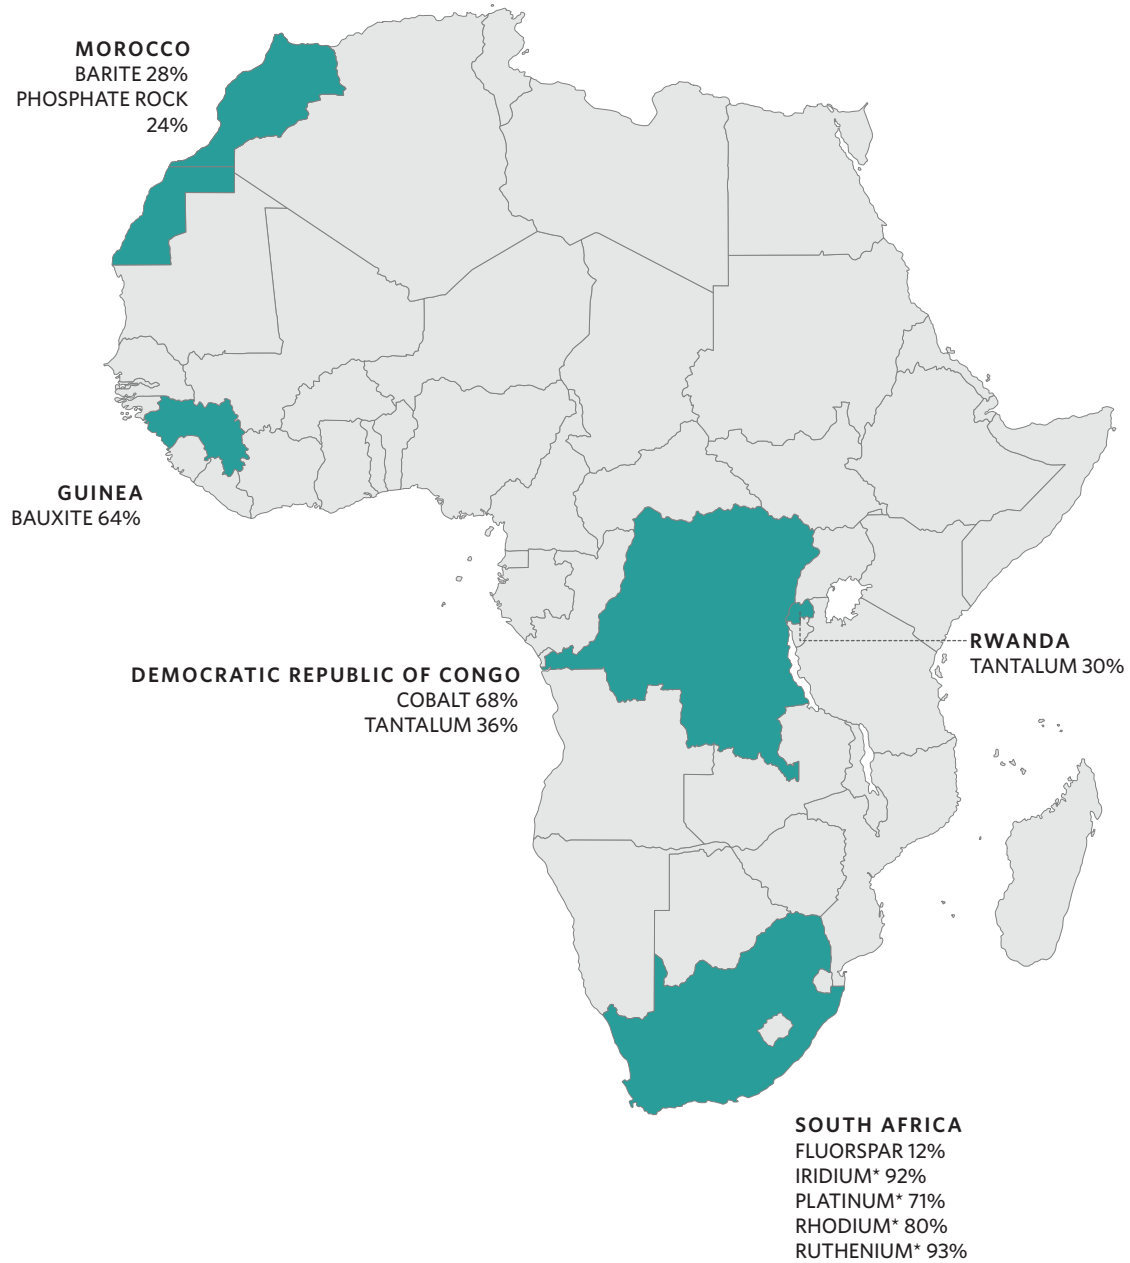 MOROCCO
BARITE 28%
PHOSPHATE ROCK
24%
GUINEA
BAUXITE 64%
RWANDA
TANTALUM 30%
DEMOCRATIC REPUBLIC OF CONGO
COBALT 68%
TANTALUM 36%
SOUTH AFRICA
FLUORSPAR 12%
IRIDIUM* 92%
PLATINUM* 71%
RHODIUM* 80%
RUTHENIUM* 93%